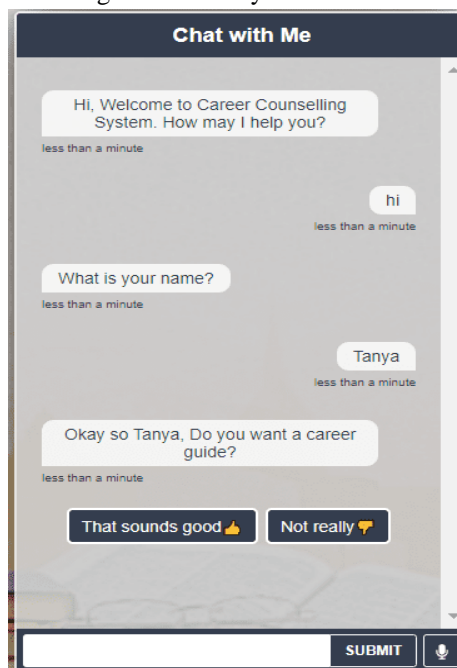 Chat with Me
Hi, Welcome to Career Counselling
System. How may I help you?
less than a minute
hi
less than a minute
What is your name?
less than a minute
Tanya
less than a minute
Okay so Tanya, Do you want a career
guide?
less than a minute
That sounds good👍 Not really👎
SUBMIT